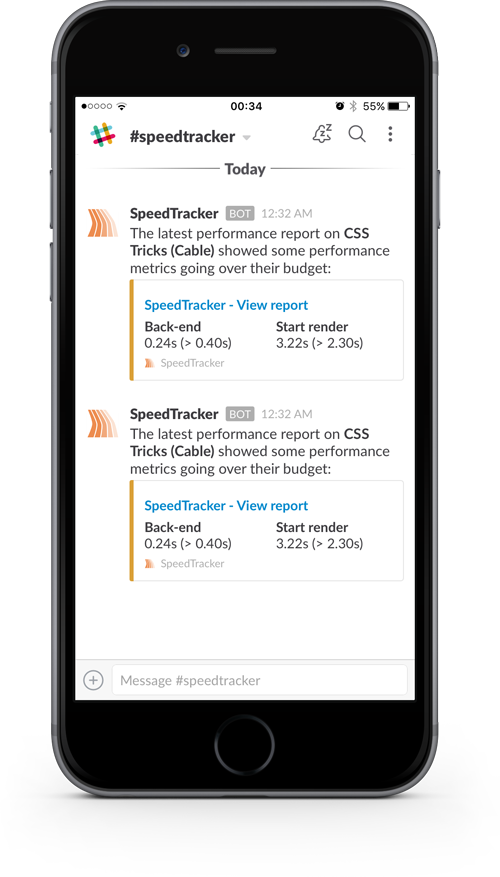 00:34
55%
#speedtracker
Today
SpeedTracker BOT 12:32 AM
The latest performance report on CSS
Tricks (Cable) showed some performance
metrics going over their budget:
SpeedTracker - View report
Back-end Start render
0.24s (> 0.40s) 3.22s (> 2.30s)
SpeedTracker
SpeedTracker BOT 12:32 AM
The latest performance report on CSS
Tricks (Cable) showed some performance
metrics going over their budget:
SpeedTracker - View report
Back-end Start render
0.24s (> 0.40s) 3.22s (> 2.30s)
SpeedTracker
Message #speedtracker